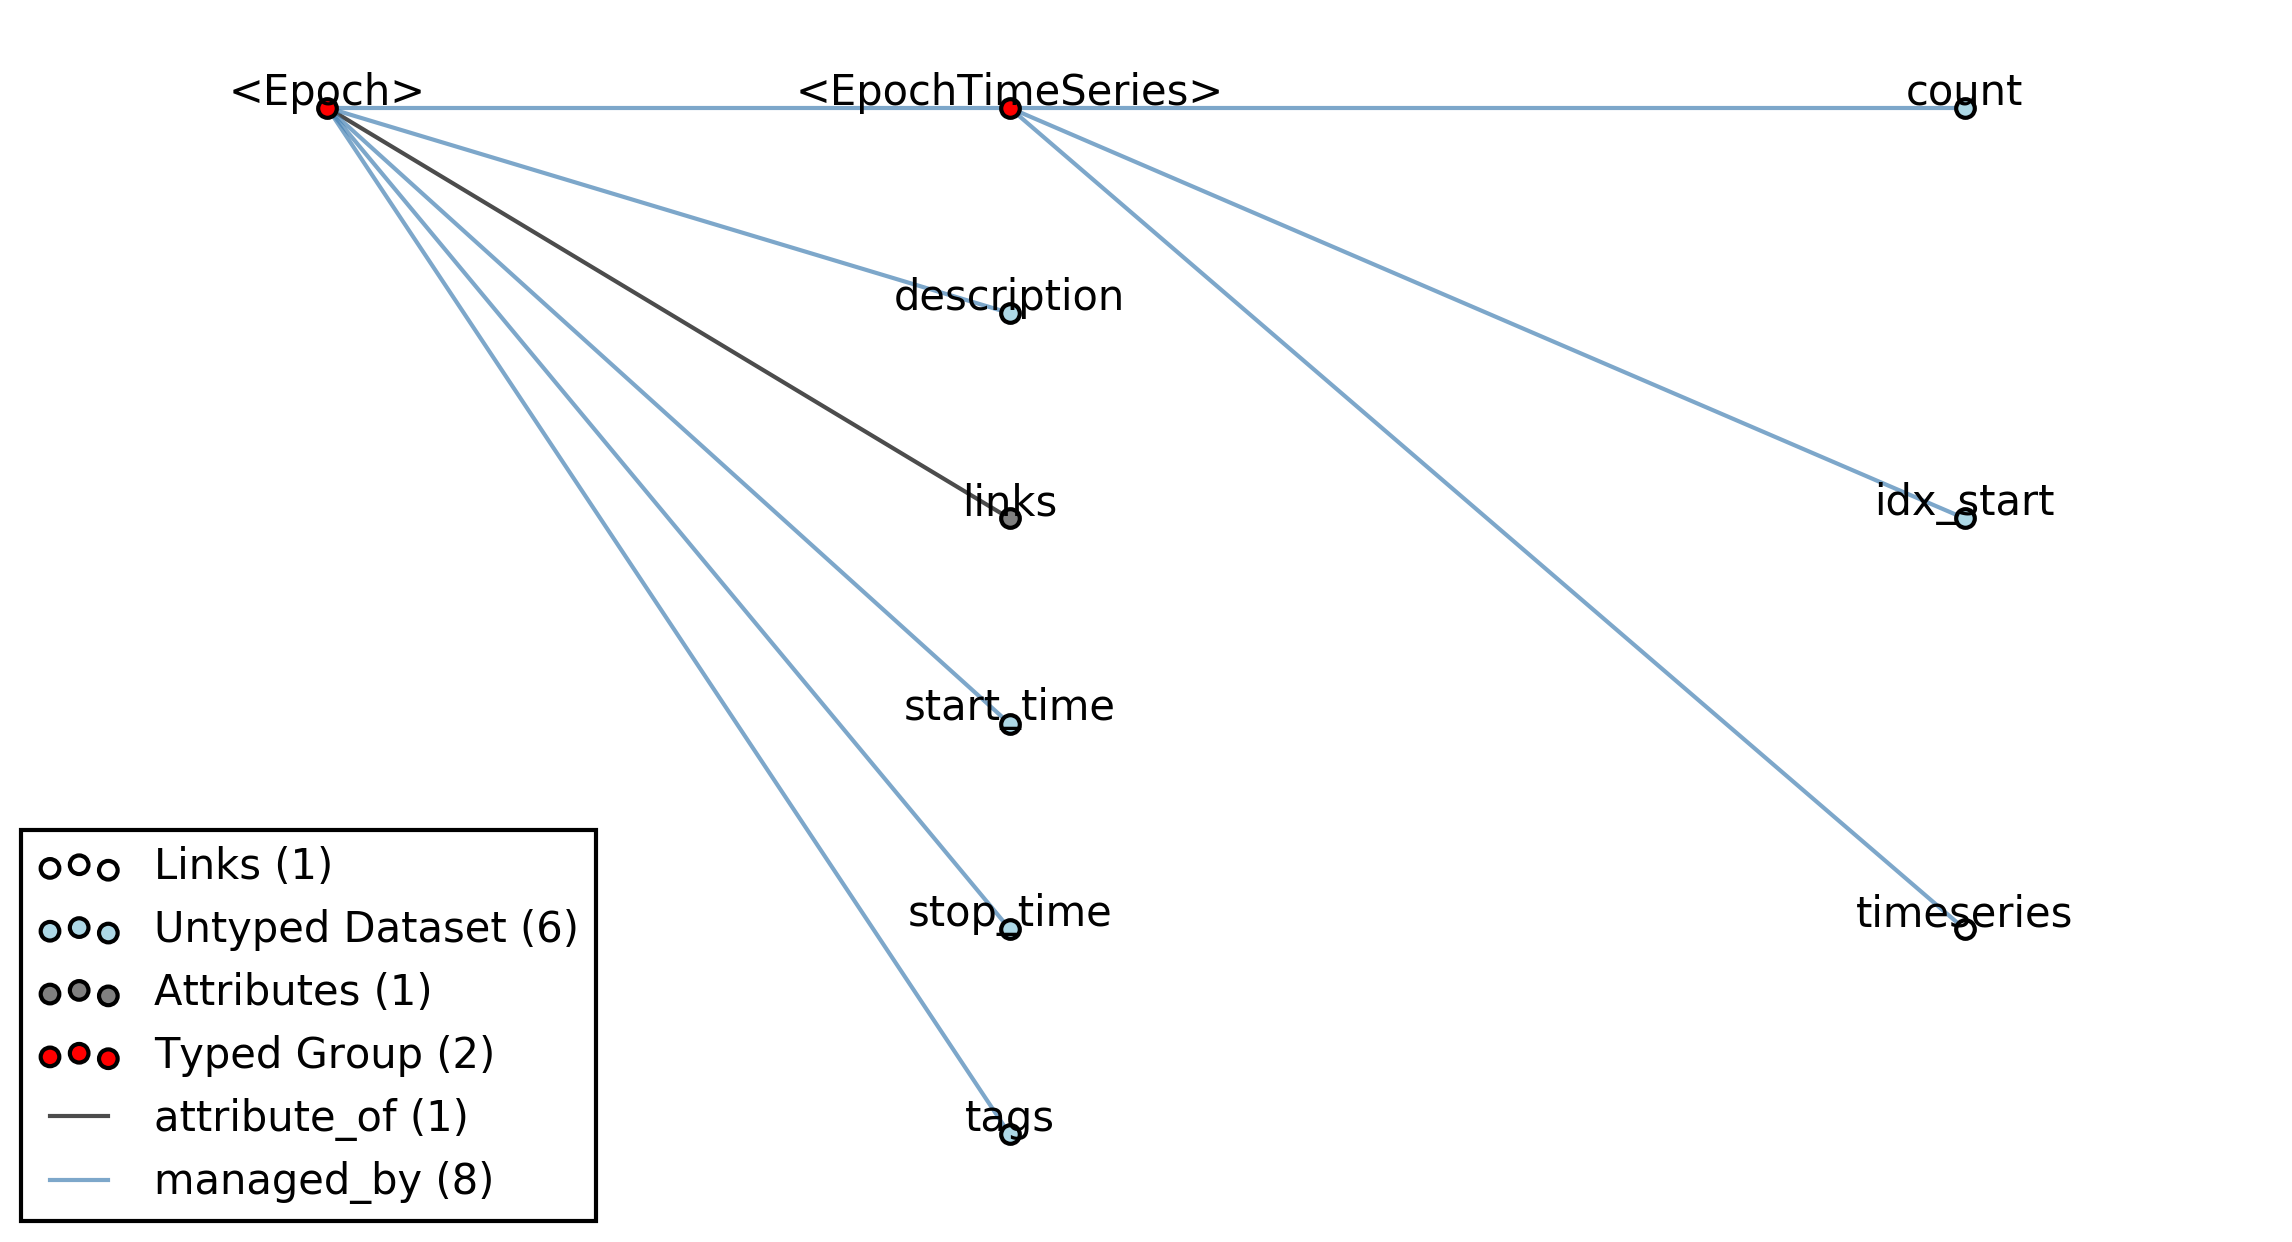 <Epoch>
<EpochTimeSeries>
count
description
links
idx_start
start_time
stop_time
timeseries
tags
Links (1)
Untyped Dataset (6)
Attributes (1)
Typed Group (2)
attribute_of (1)
managed_by (8)